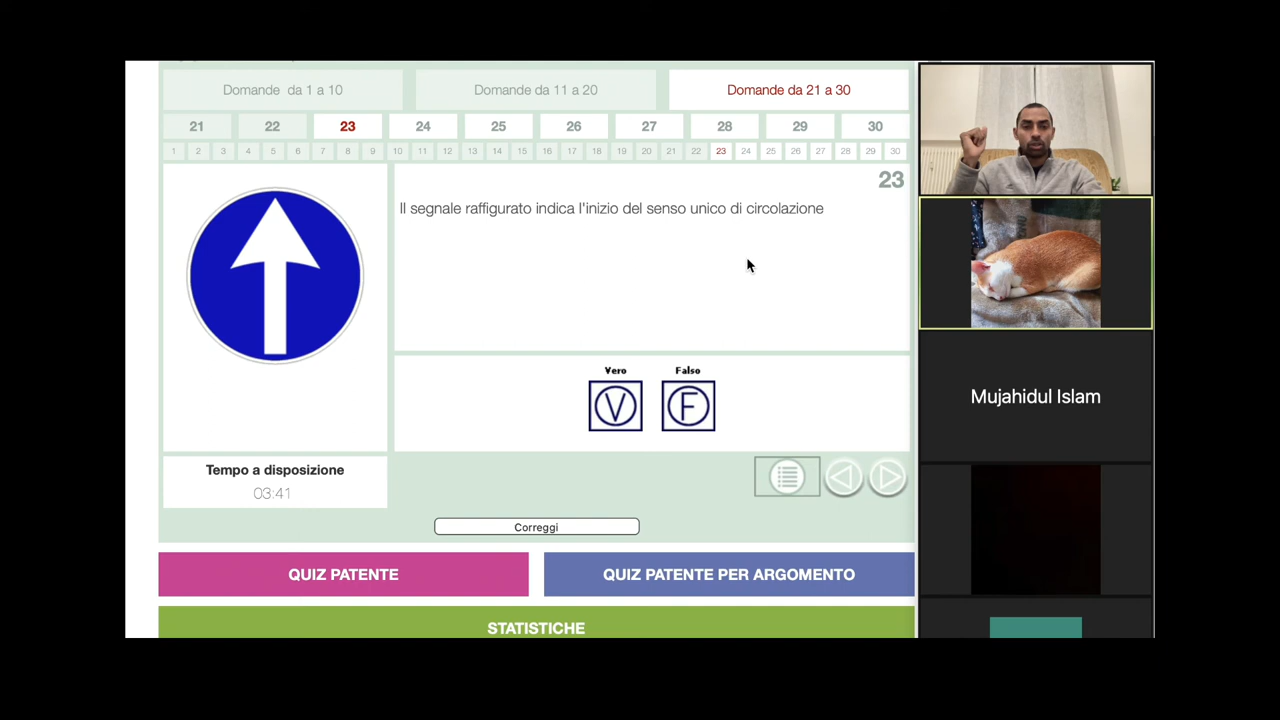 Domande da 1 a 10
Domande da 11 a 20
Domande da 21 a 30
21 22 23 24 25 26 27 28 29 30
1 2 3 4 5 6 7 8 9 10 11 12 13 14 15 16 17 18 19 20 21 22 23 24 25 26 27 28 29 30
23
Il segnale raffigurato indica l'inizio del senso unico di circolazione
Vero Falso
V F
Tempo a disposizione
03:41
Correggi
QUIZ PATENTE
QUIZ PATENTE PER ARGOMENTO
STATISTICHE
Mujahidul Islam